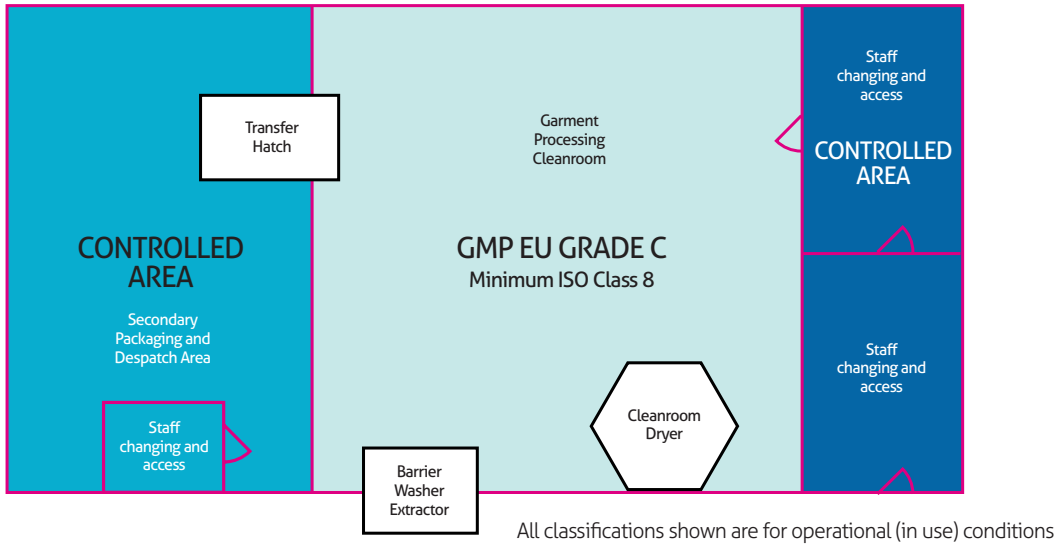 Transfer
Hatch
CONTROLLED
AREA
Secondary
Packaging and
Despatch Area
Staff
changing and
access
Garment
Processing
Cleanroom
GMP EU GRADE C
Minimum ISO Class 8
Barrier
Washer
Extractor
Cleanroom
Dryer
Staff
changing and
access
CONTROLLED
AREA
Staff
changing and
access
All classifications shown are for operational (in use) conditions